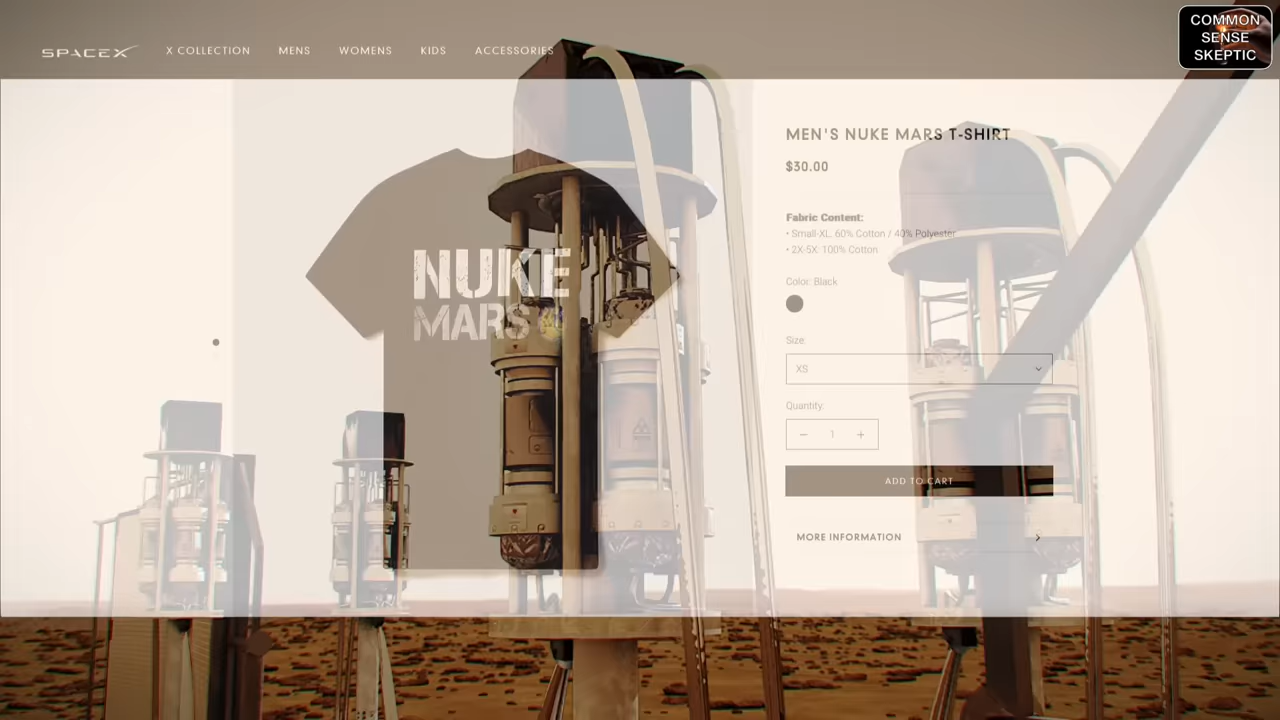 SPACEX
X COLLECTION MENS WOMENS KIDS ACCESSORIES
COMMON
SENSE
SKEPTIC
MEN'S NUKE MARS T-SHIRT
$30.00
NUKE
MARS
Fabric Content:
• Small-XL: 60% Cotton / 40% Polyester
• 2X-5X: 100% Cotton
Color: Black
Size:
XS
Quantity:
− 1 +
ADD TO CART
MORE INFORMATION